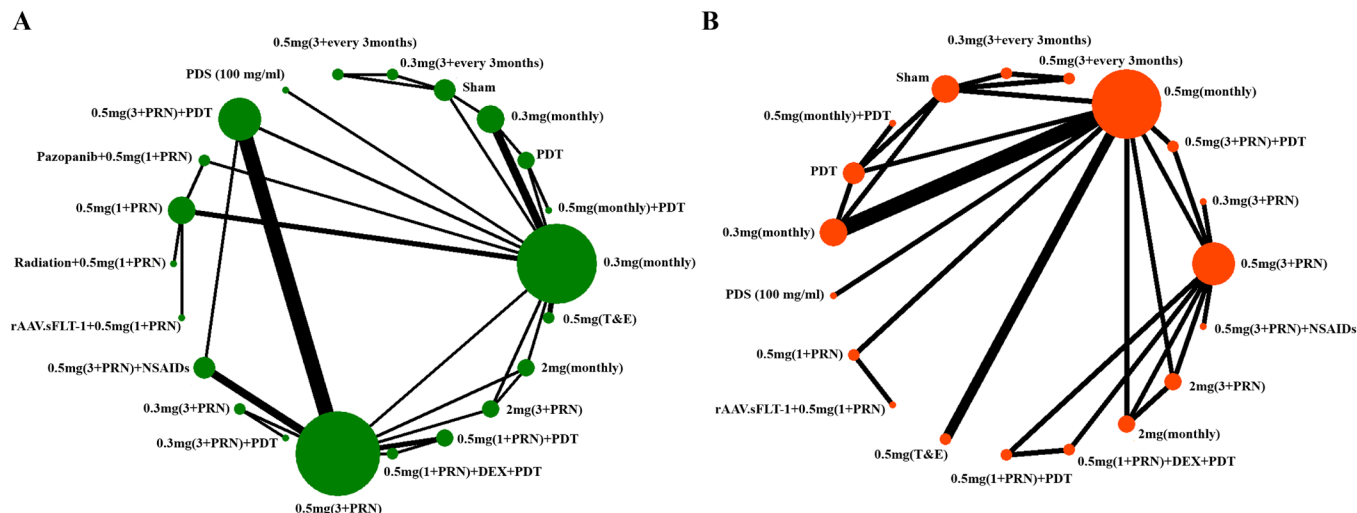 A
0.5mg(3+every 3months)
0.3mg(3+every 3months)
PDS (100 mg/ml)
Sham
0.5mg(3+PRN)+PDT
0.3mg(monthly)
Pazopanib+0.5mg(1+PRN)
PDT
0.5mg(1+PRN)
0.5mg(monthly)+PDT
Radiation+0.5mg(1+PRN)
0.3mg(monthly)
rAAV.sFLT-1+0.5mg(1+PRN)
0.5mg(T&E)
0.5mg(3+PRN)+NSAIDs
2mg(monthly)
0.3mg(3+PRN)
2mg(3+PRN)
0.3mg(3+PRN)+PDT
0.5mg(1+PRN)+PDT
0.5mg(1+PRN)+DEX+PDT
0.5mg(3+PRN)
B
0.3mg(3+every 3months)
0.5mg(3+every 3months)
Sham
0.5mg(monthly)
0.5mg(monthly)+PDT
0.5mg(3+PRN)+PDT
PDT
0.3mg(3+PRN)
0.3mg(monthly)
0.5mg(3+PRN)
PDS (100 mg/ml)
0.5mg(3+PRN)+NSAIDs
0.5mg(1+PRN)
2mg(3+PRN)
rAAV.sFLT-1+0.5mg(1+PRN)
2mg(monthly)
0.5mg(T&E)
0.5mg(1+PRN)+DEX+PDT
0.5mg(1+PRN)+PDT